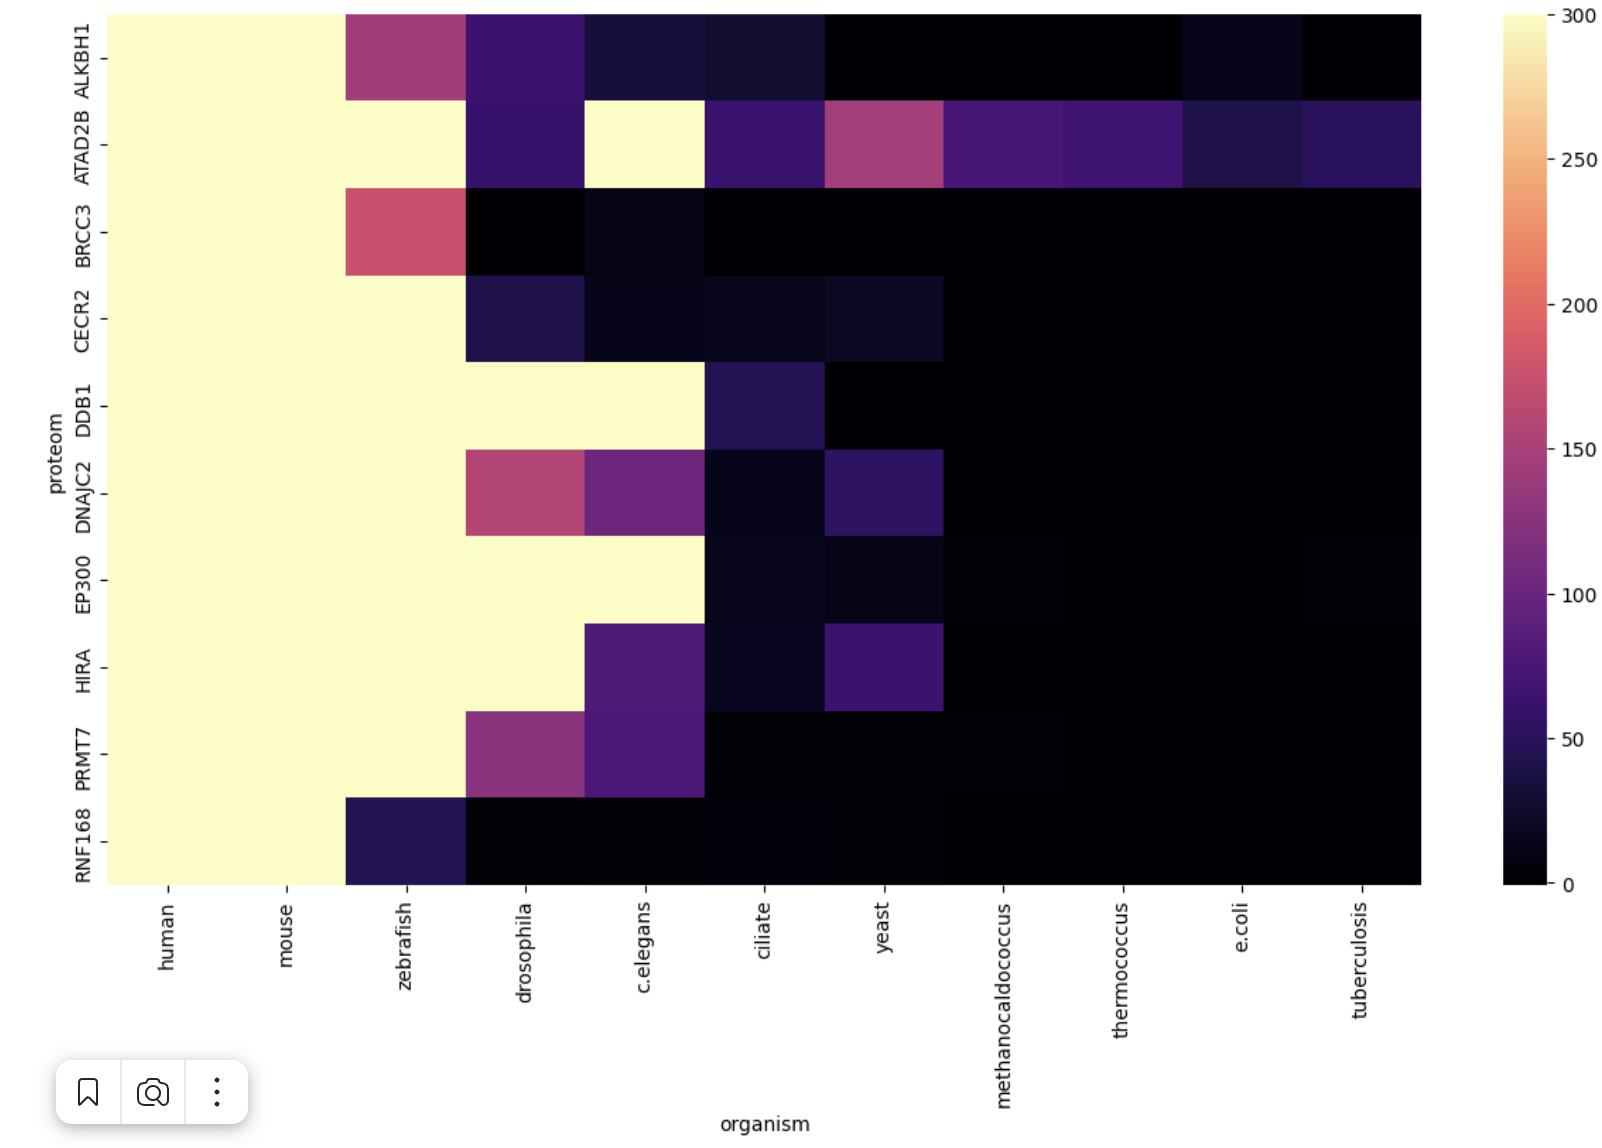 proteom
ALKBH1
ATAD2B
BRCC3
CECR2
DDB1
DNAJC2
EP300
HIRA
PRMT7
RNF168
human
mouse
zebrafish
drosophila
c.elegans
ciliate
yeast
methanocaldococcus
thermococcus
e.coli
tuberculosis
organism
300
250
200
150
100
50
0